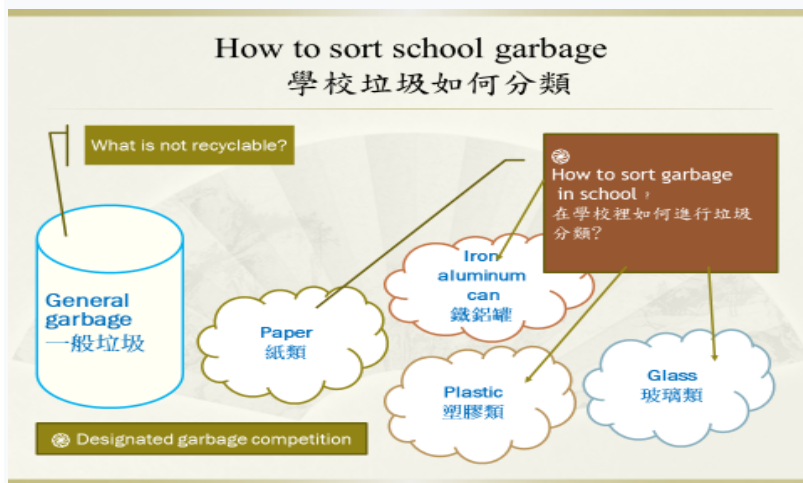 How to sort school garbage
學校垃圾如何分類
What is not recyclable?
֎
How to sort garbage
in school，
在學校裡如何進行垃圾
分類?
General
garbage
一般垃圾
Paper
紙類
Iron
aluminum
can
鐵鋁罐
Plastic
塑膠類
Glass
玻璃類
֎ Designated garbage competition